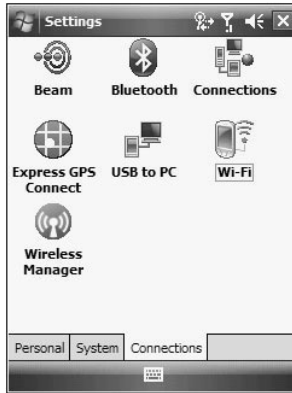 Settings
Beam
Bluetooth
Connections
Express GPS
Connect
USB to PC
Wi-Fi
Wireless
Manager
Personal
System
Connections